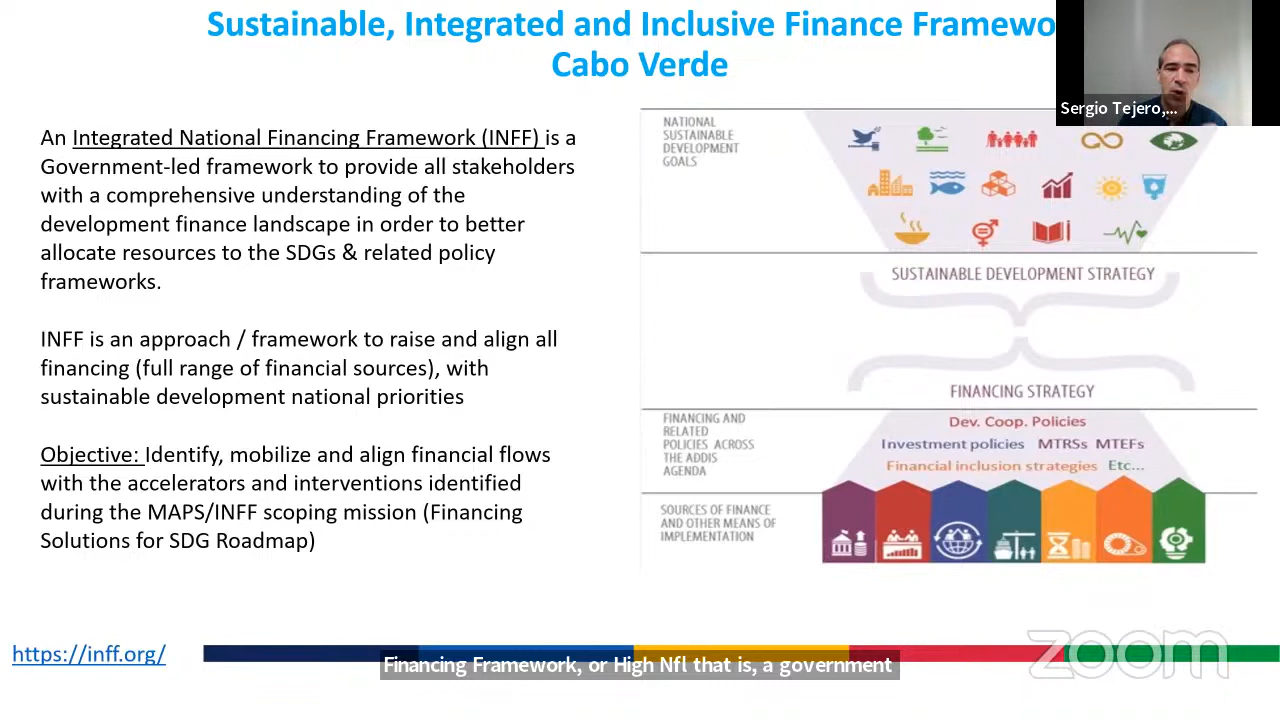 Sustainable, Integrated and Inclusive Finance Framewo
Cabo Verde
Sergio Tejero,...
An Integrated National Financing Framework (INFF) is a
Government-led framework to provide all stakeholders
with a comprehensive understanding of the
development finance landscape in order to better
allocate resources to the SDGs & related policy
frameworks.
INFF is an approach / framework to raise and align all
financing (full range of financial sources), with
sustainable development national priorities
Objective: Identify, mobilize and align financial flows
with the accelerators and interventions identified
during the MAPS/INFF scoping mission (Financing
Solutions for SDG Roadmap)
NATIONAL
SUSTAINABLE
DEVELOPMENT
GOALS
SUSTAINABLE DEVELOPMENT STRATEGY
FINANCING STRATEGY
FINANCING AND
RELATED
POLICIES ACROSS
THE ADDIS
AGENDA
Dev. Coop. Policies
Investment policies MTRSs MTEFs
Financial inclusion strategies Etc...
SOURCES OF FINANCE
AND OTHER MEANS OF
IMPLEMENTATION
https://inff.org/
Financing Framework, or High Nfl that is, a government
zoom